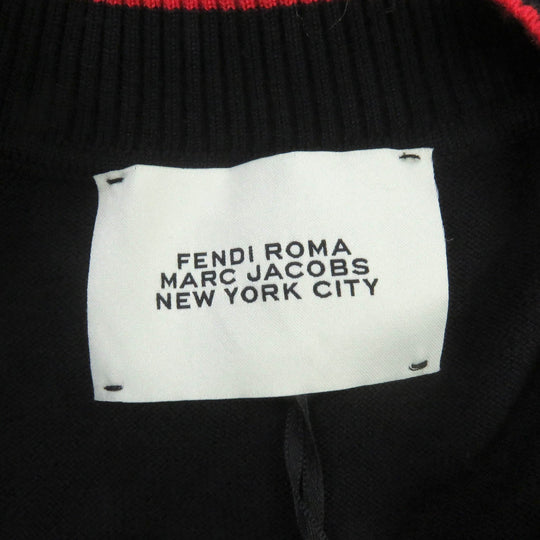 FENDI ROMA
MARC JACOBS
NEW YORK CITY